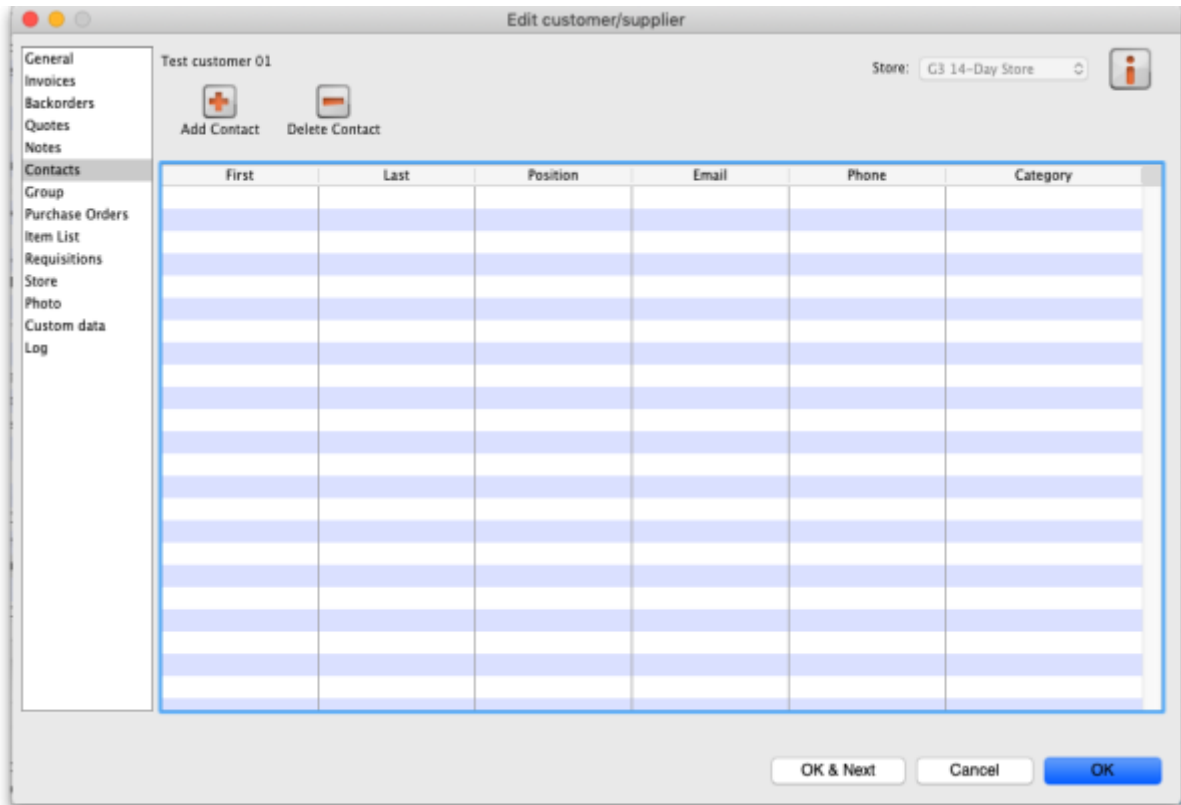 Edit customer/supplier
General
Invoices
Backorders
Quotes
Notes
Contacts
Group
Purchase Orders
Item List
Requisitions
Store
Photo
Custom data
Log
Test customer 01
Store: G3 14-Day Store
Add Contact Delete Contact
First Last Position Email Phone Category
OK & Next Cancel OK